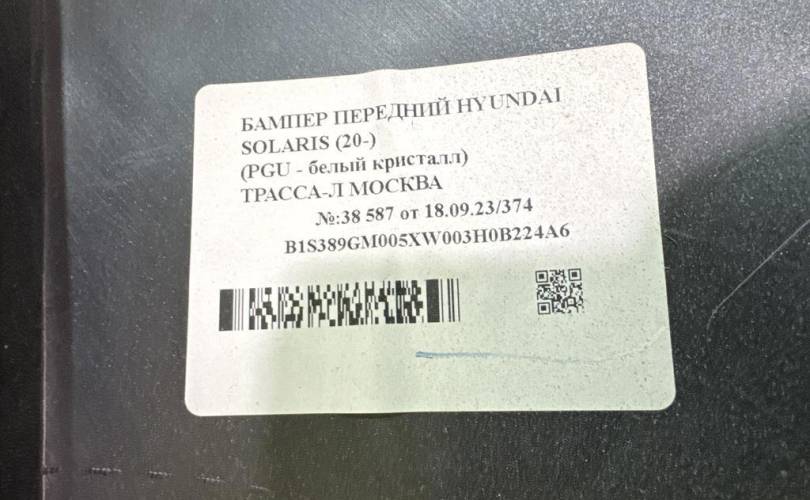 БАМПЕР ПЕРЕДНИЙ HYUNDAI
SOLARIS (20-)
(PGU - белый кристалл)
ТРАССА-Л МОСКВА
№:38 587 от 18.09.23/374
B1S389GM005XW003H0B224A6